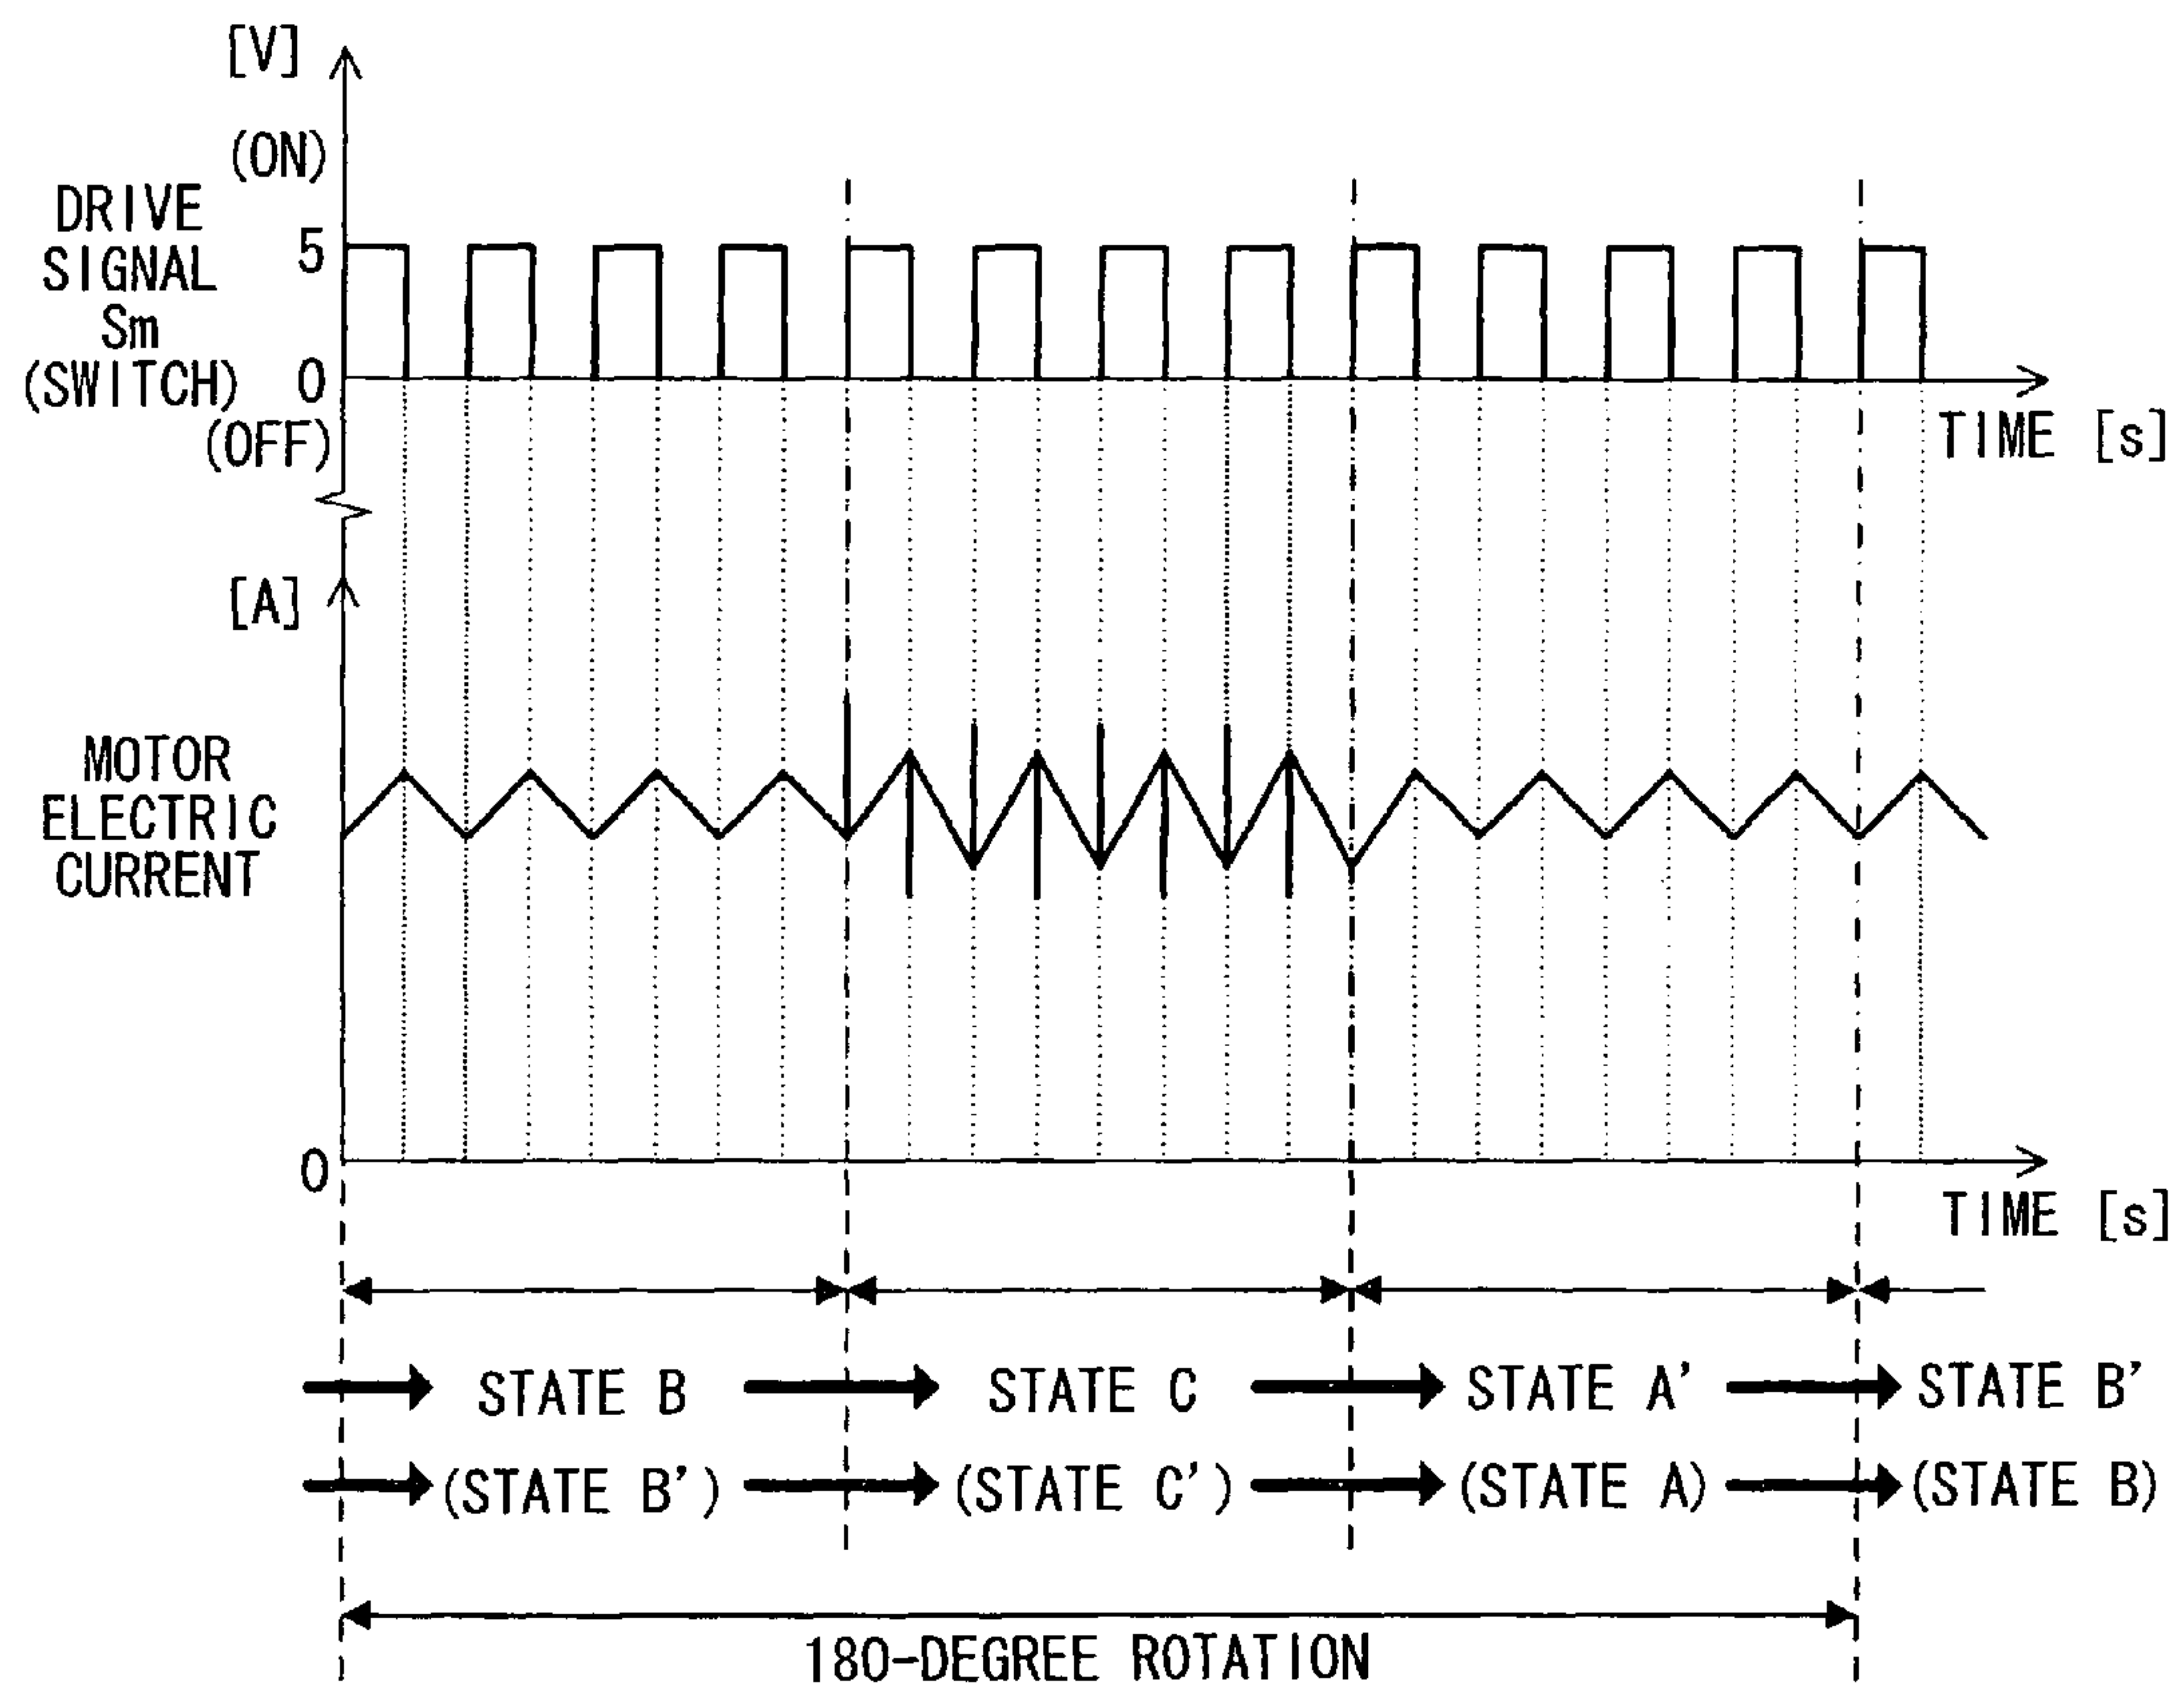 [V]
(ON)
DRIVE
SIGNAL
Sm
(SWITCH)
5
0
(OFF)
TIME [s]
[A]
MOTOR
ELECTRIC
CURRENT
0
TIME [s]
STATE B STATE C STATE A' STATE B'
(STATE B') (STATE C') (STATE A) (STATE B)
180-DEGREE ROTATION